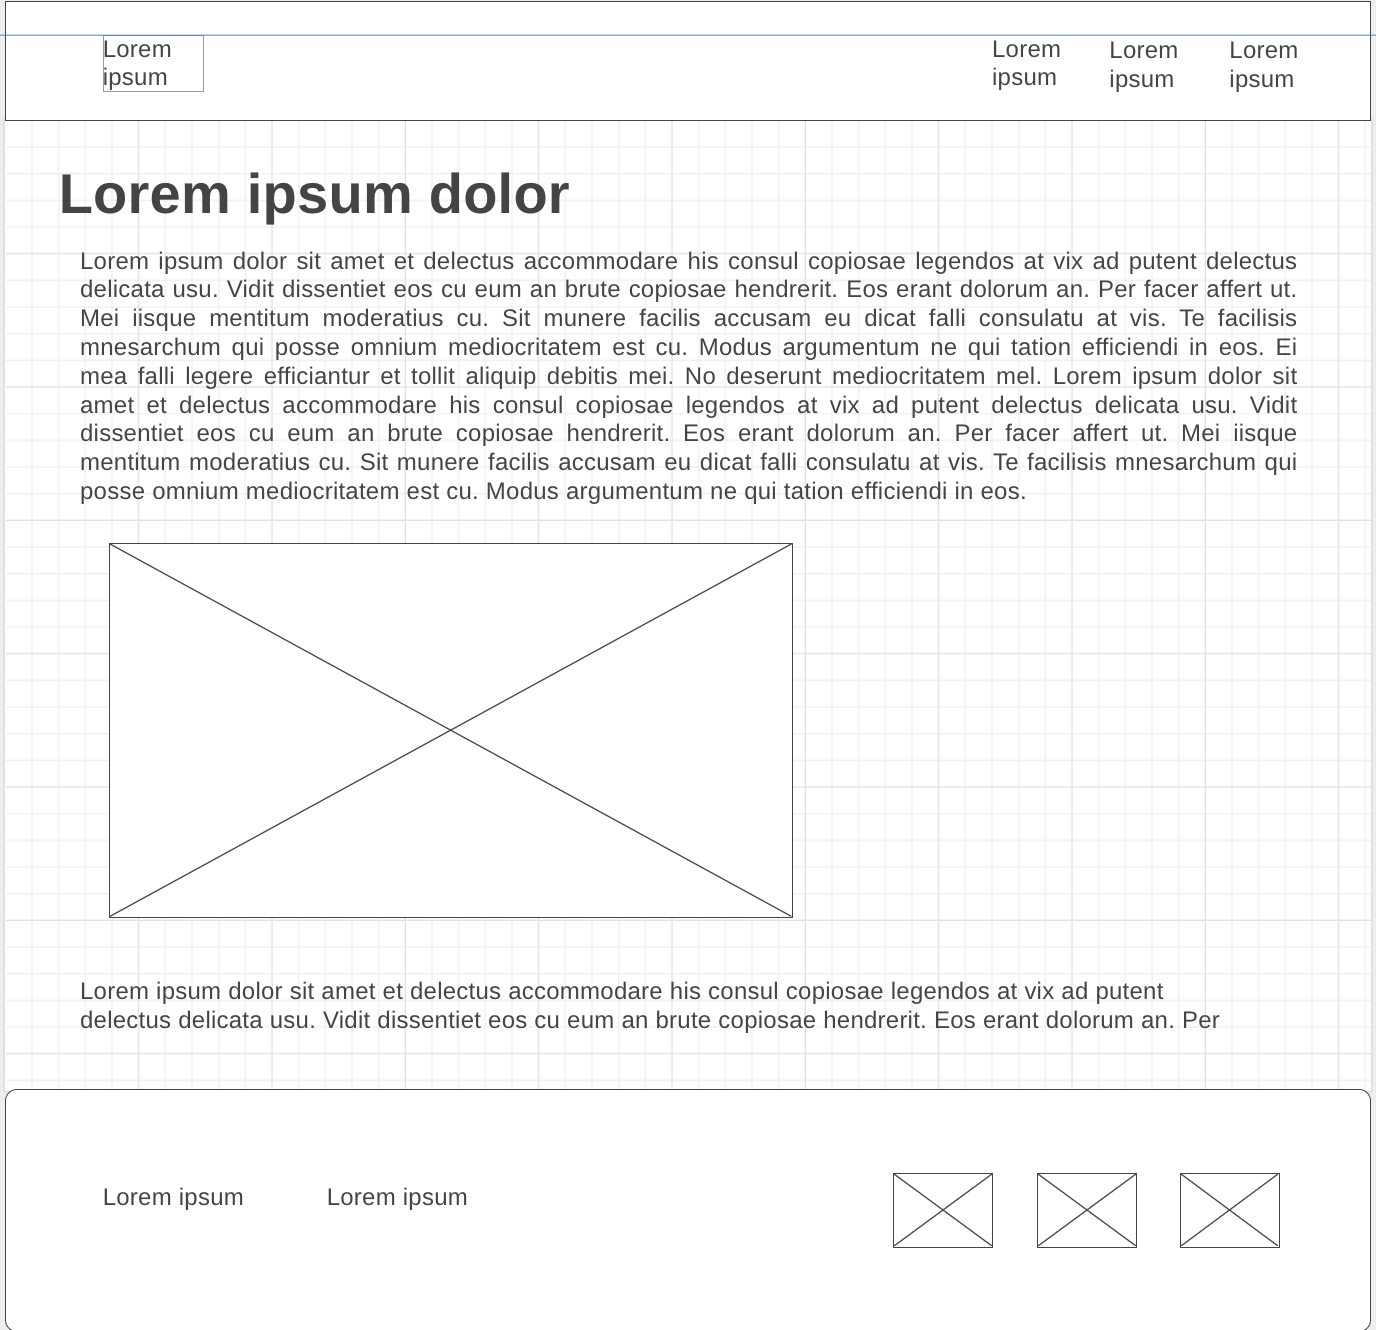 Lorem
ipsum
Lorem
ipsum
Lorem
ipsum
Lorem
ipsum
Lorem ipsum dolor
Lorem ipsum dolor sit amet et delectus accommodare his consul copiosae legendos at vix ad putent delectus
delicata usu. Vidit dissentiet eos cu eum an brute copiosae hendrerit. Eos erant dolorum an. Per facer affert ut.
Mei iisque mentitum moderatius cu. Sit munere facilis accusam eu dicat falli consulatu at vis. Te facilisis
mnesarchum qui posse omnium mediocritatem est cu. Modus argumentum ne qui tation efficiendi in eos. Ei
mea falli legere efficiantur et tollit aliquip debitis mei. No deserunt mediocritatem mel. Lorem ipsum dolor sit
amet et delectus accommodare his consul copiosae legendos at vix ad putent delectus delicata usu. Vidit
dissentiet eos cu eum an brute copiosae hendrerit. Eos erant dolorum an. Per facer affert ut. Mei iisque
mentitum moderatius cu. Sit munere facilis accusam eu dicat falli consulatu at vis. Te facilisis mnesarchum qui
posse omnium mediocritatem est cu. Modus argumentum ne qui tation efficiendi in eos.
Lorem ipsum dolor sit amet et delectus accommodare his consul copiosae legendos at vix ad putent
delectus delicata usu. Vidit dissentiet eos cu eum an brute copiosae hendrerit. Eos erant dolorum an. Per
Lorem ipsum
Lorem ipsum